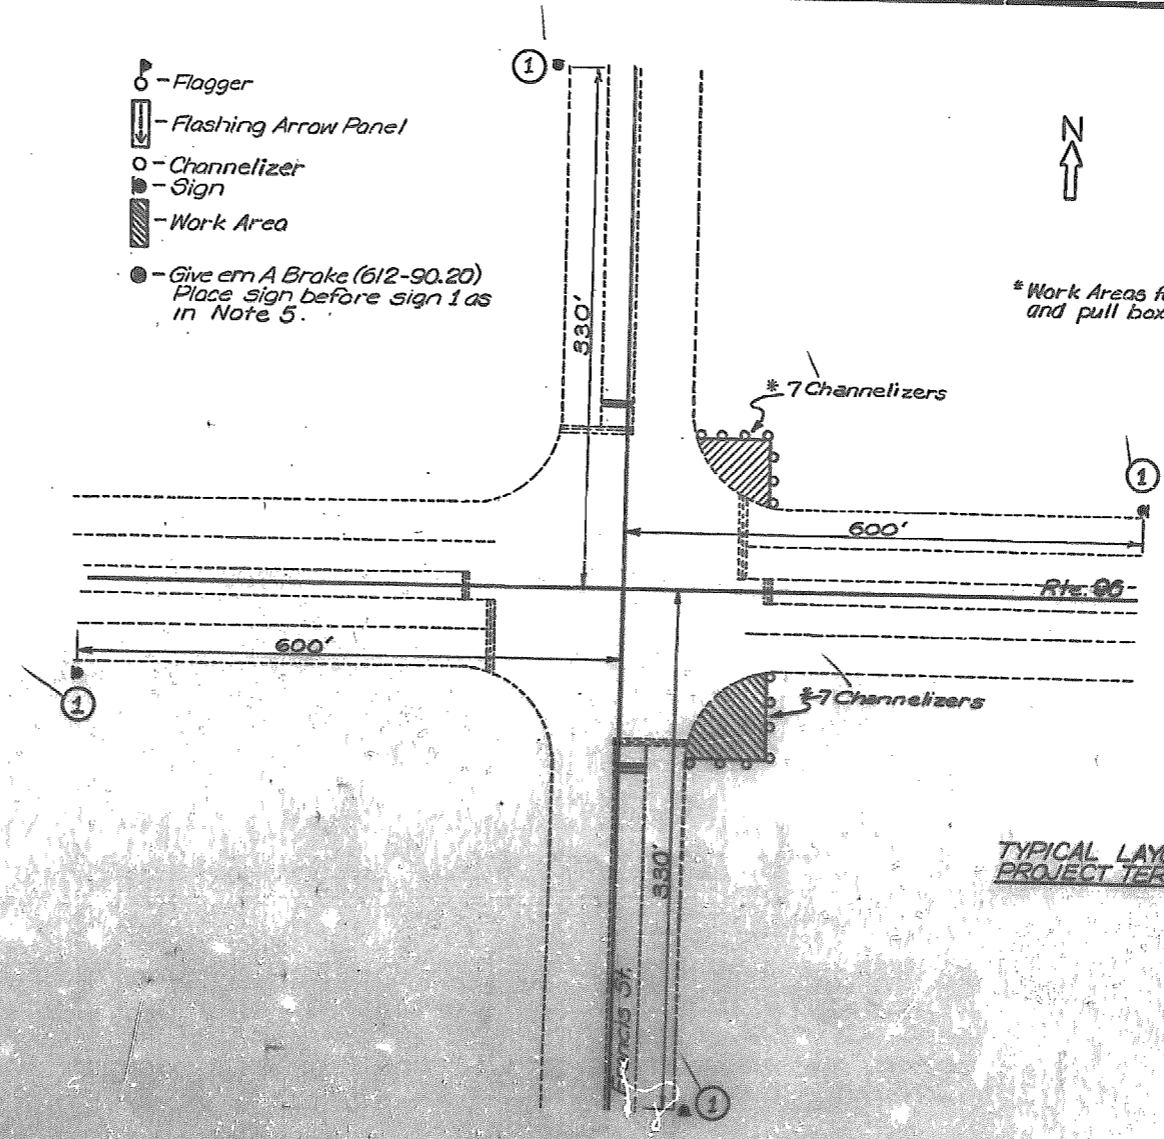 1
Flagger
Flashing Arrow Panel
Channelizer
Sign
Work Area
Give em A Brake (612-90.20)
Place sign before sign 1 as
in Note 5.
N
* Work Areas
and pull box
330'
* 7 Channelizers
1
600'
Rte.
600'
1
* 7 Channelizers
330'
TYPICAL LAYO
PROJECT TER
St.
1